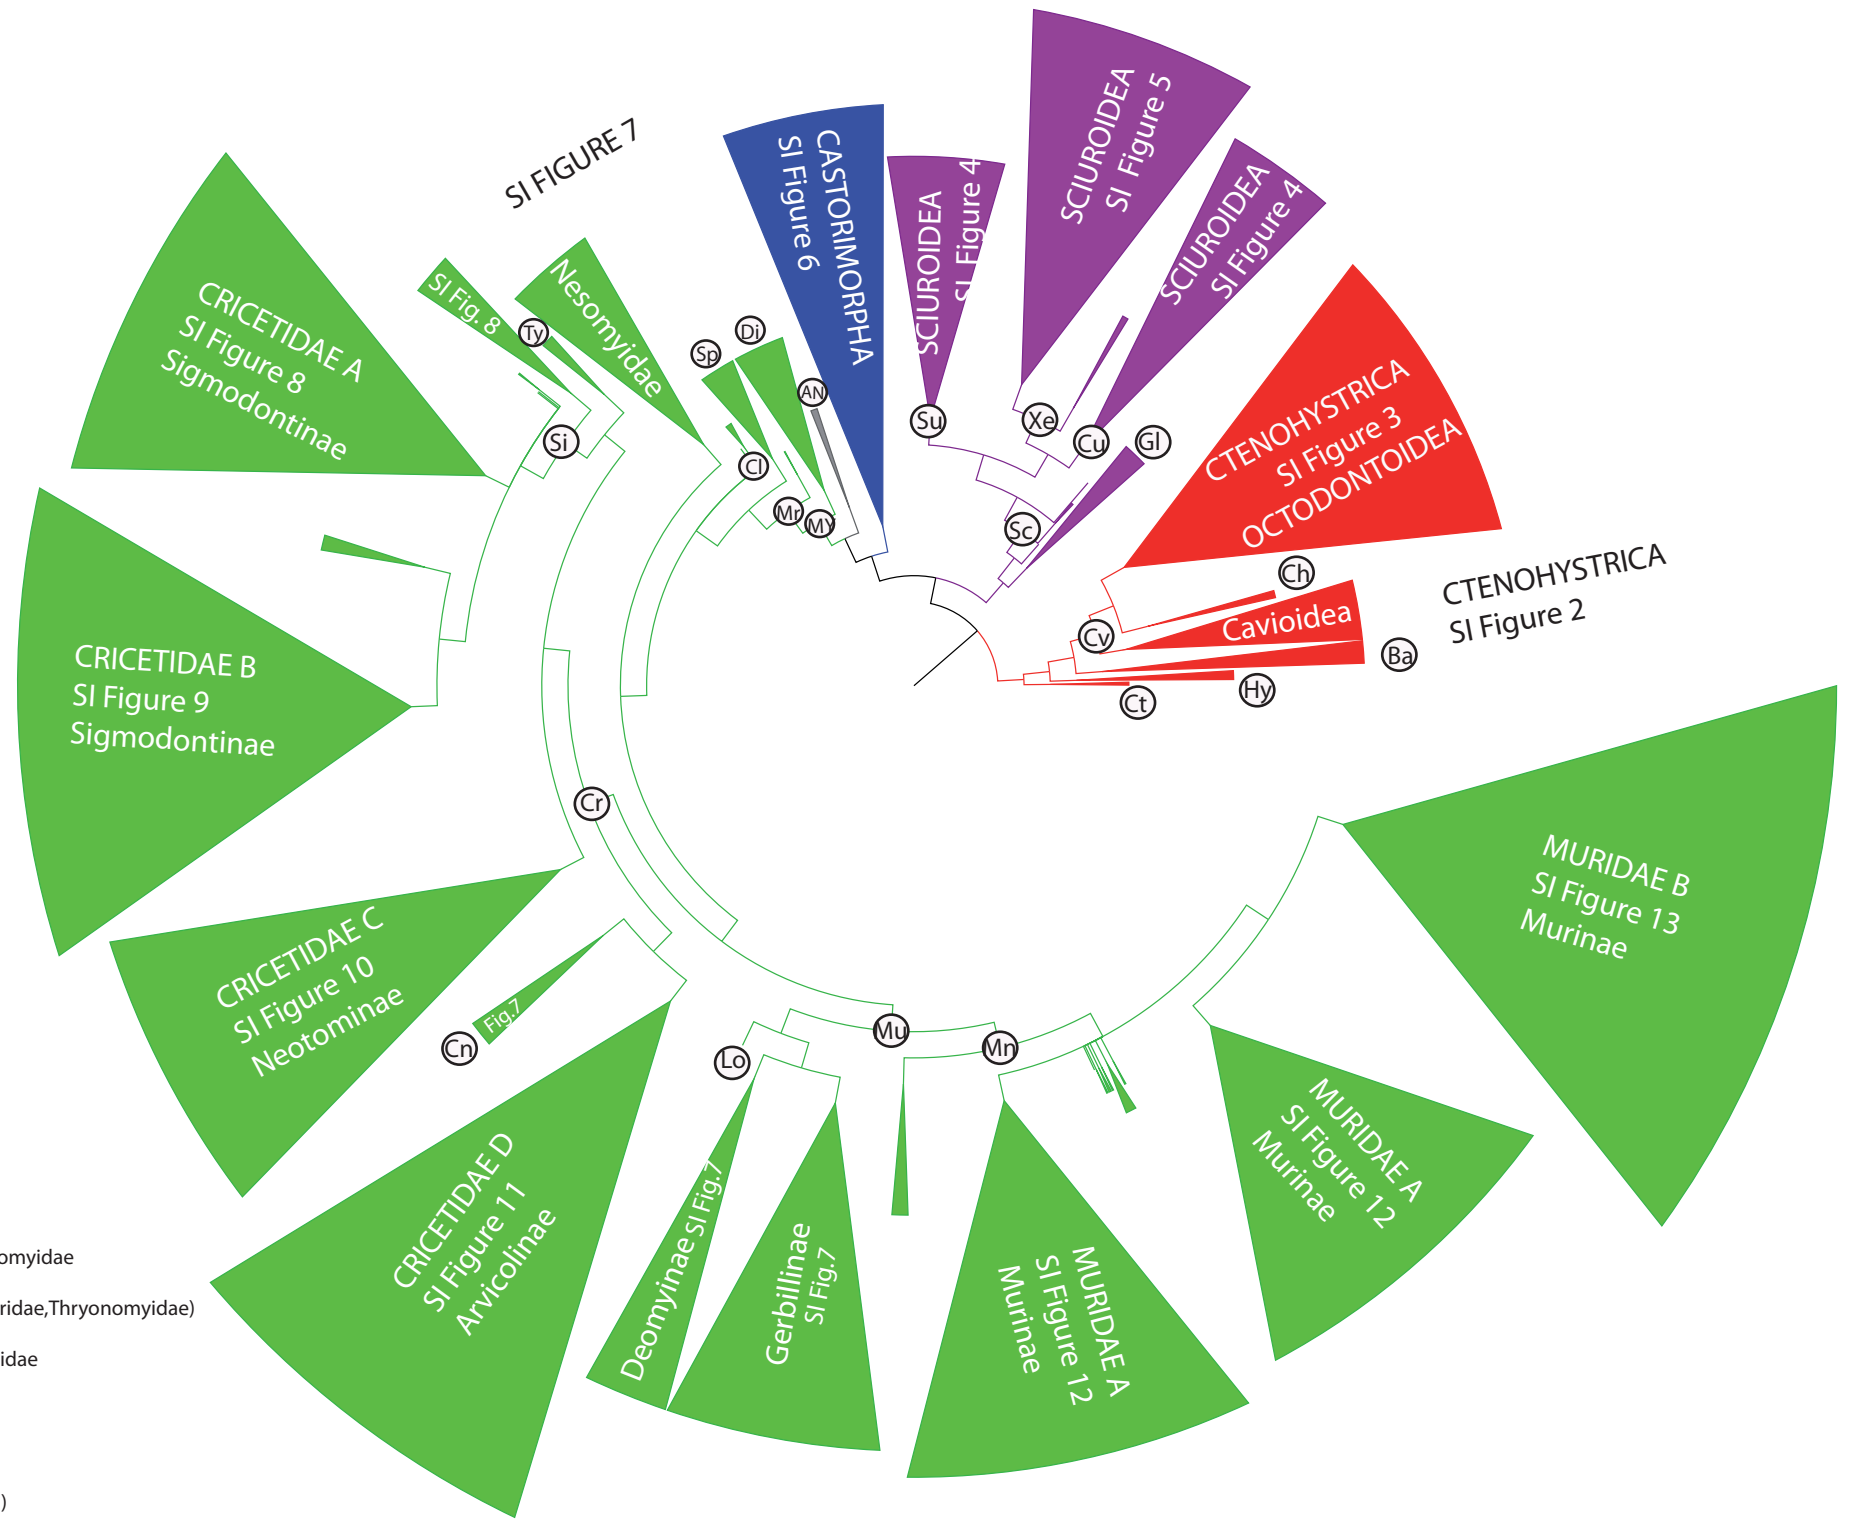 SI FIGURE 7
CASTORIMORPHA
SI Figure 6
SCIUROIDEA
SI Figure 4
SCIUROIDEA
SI Figure 5
SCIUROIDEA
SI Figure 4
CTENOHYSTRICA
SI Figure 3
OCTODONTOIDEA
CTENOHYSTRICA
SI Figure 2
Cavioidea
Ch
Cv
Ba
Hy
Ct
Su
Xe
Cu
Gl
Sc
AN
Di
Sp
Cl
Mr
MY
Nesomyidae
Ty
SI Fig. 8
Si
CRICETIDAE A
SI Figure 8
Sigmodontinae
CRICETIDAE B
SI Figure 9
Sigmodontinae
Cr
CRICETIDAE C
SI Figure 10
Neotominae
Cn
Fig.7
CRICETIDAE D
SI Figure 11
Arvicolinae
Lo
Deomyinae SI Fig.7
Gerbillinae
SI Fig.7
Mu
Mn
MURIDAE A
SI Figure 12
Murinae
MURIDAE A
SI Figure 12
Murinae
MURIDAE B
SI Figure 13
Murinae
omyidae
ridae,Thryonomyidae)
idae
)